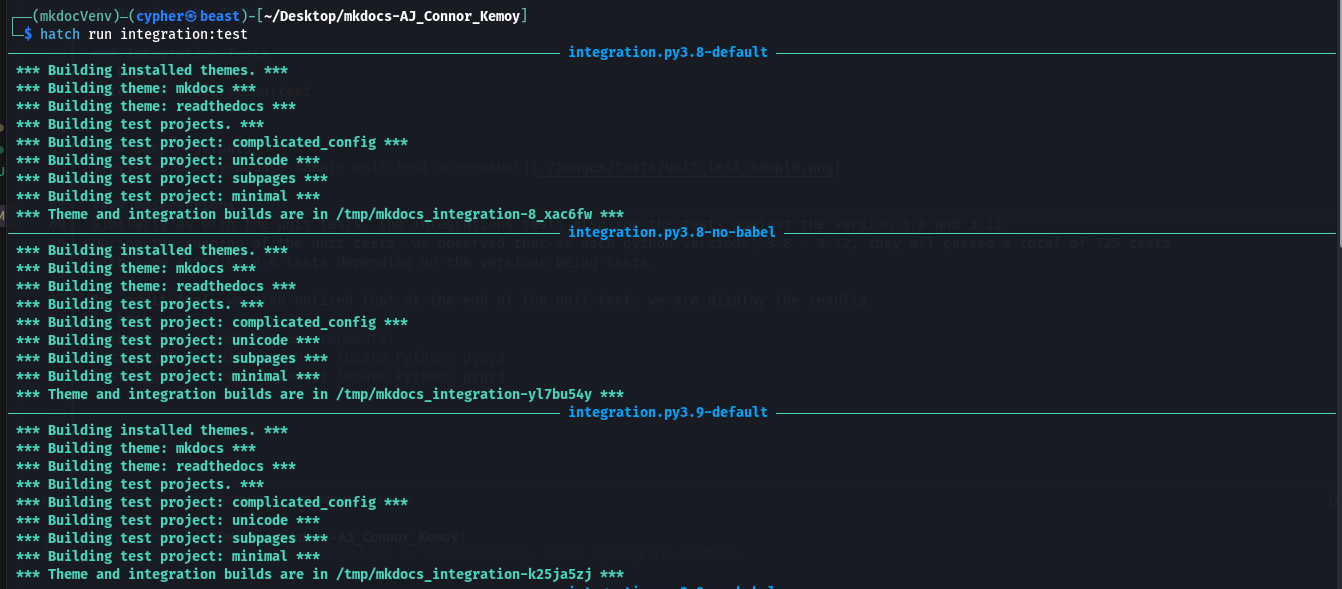 (mkdocVenv)-(cypher㉿beast)-[~/Desktop/mkdocs-AJ_Connor_Kemoy]
$ hatch run integration:test
integration.py3.8-default
*** Building installed themes. ***
*** Building theme: mkdocs ***
*** Building theme: readthedocs ***
*** Building test projects. ***
*** Building test project: complicated_config ***
*** Building test project: unicode ***
*** Building test project: subpages ***
*** Building test project: minimal ***
*** Theme and integration builds are in /tmp/mkdocs_integration-8_xac6fw ***
integration.py3.8-no-babel
*** Building installed themes. ***
*** Building theme: mkdocs ***
*** Building theme: readthedocs ***
*** Building test projects. ***
*** Building test project: complicated_config ***
*** Building test project: unicode ***
*** Building test project: subpages ***
*** Building test project: minimal ***
*** Theme and integration builds are in /tmp/mkdocs_integration-yl7bu54y ***
integration.py3.9-default
*** Building installed themes. ***
*** Building theme: mkdocs ***
*** Building theme: readthedocs ***
*** Building test projects. ***
*** Building test project: complicated_config ***
*** Building test project: unicode ***
*** Building test project: subpages ***
*** Building test project: minimal ***
*** Theme and integration builds are in /tmp/mkdocs_integration-k25ja5zj ***